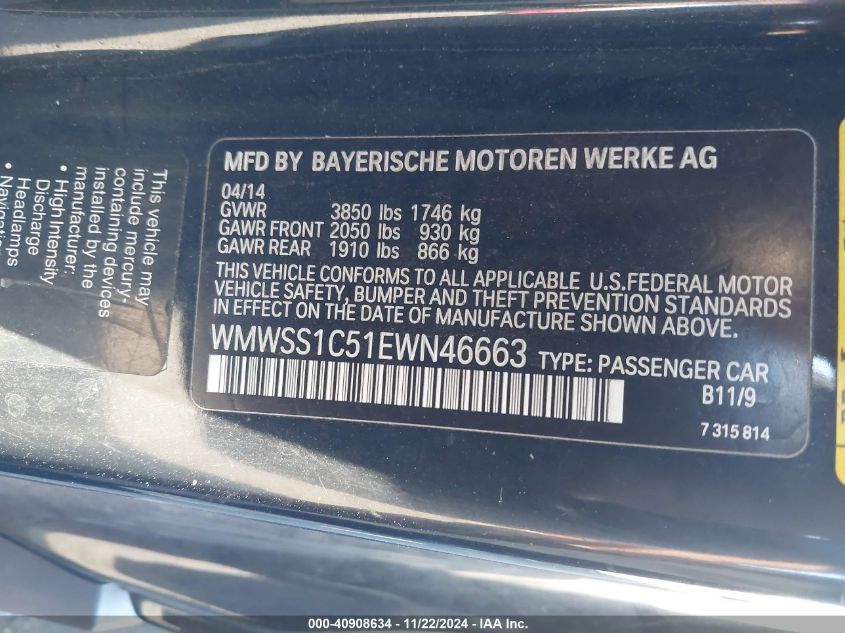 MFD BY BAYERISCHE MOTOREN WERKE AG
04/14
GVWR 3850 lbs 1746 kg
GAWR FRONT 2050 lbs 930 kg
GAWR REAR 1910 lbs 866 kg
THIS VEHICLE CONFORMS TO ALL APPLICABLE U.S.FEDERAL MOTOR
VEHICLE SAFETY, BUMPER AND THEFT PREVENTION STANDARDS
IN EFFECT ON THE DATE OF MANUFACTURE SHOWN ABOVE.
WMWSS1C51EWN46663 TYPE: PASSENGER CAR
B11/9
7 315 814
This vehicle may
include mercury-
containing devices
installed by the
manufacturer:
• High Intensity
Discharge
Headlamps
•
000-40908634 - 11/22/2024 - IAA Inc.